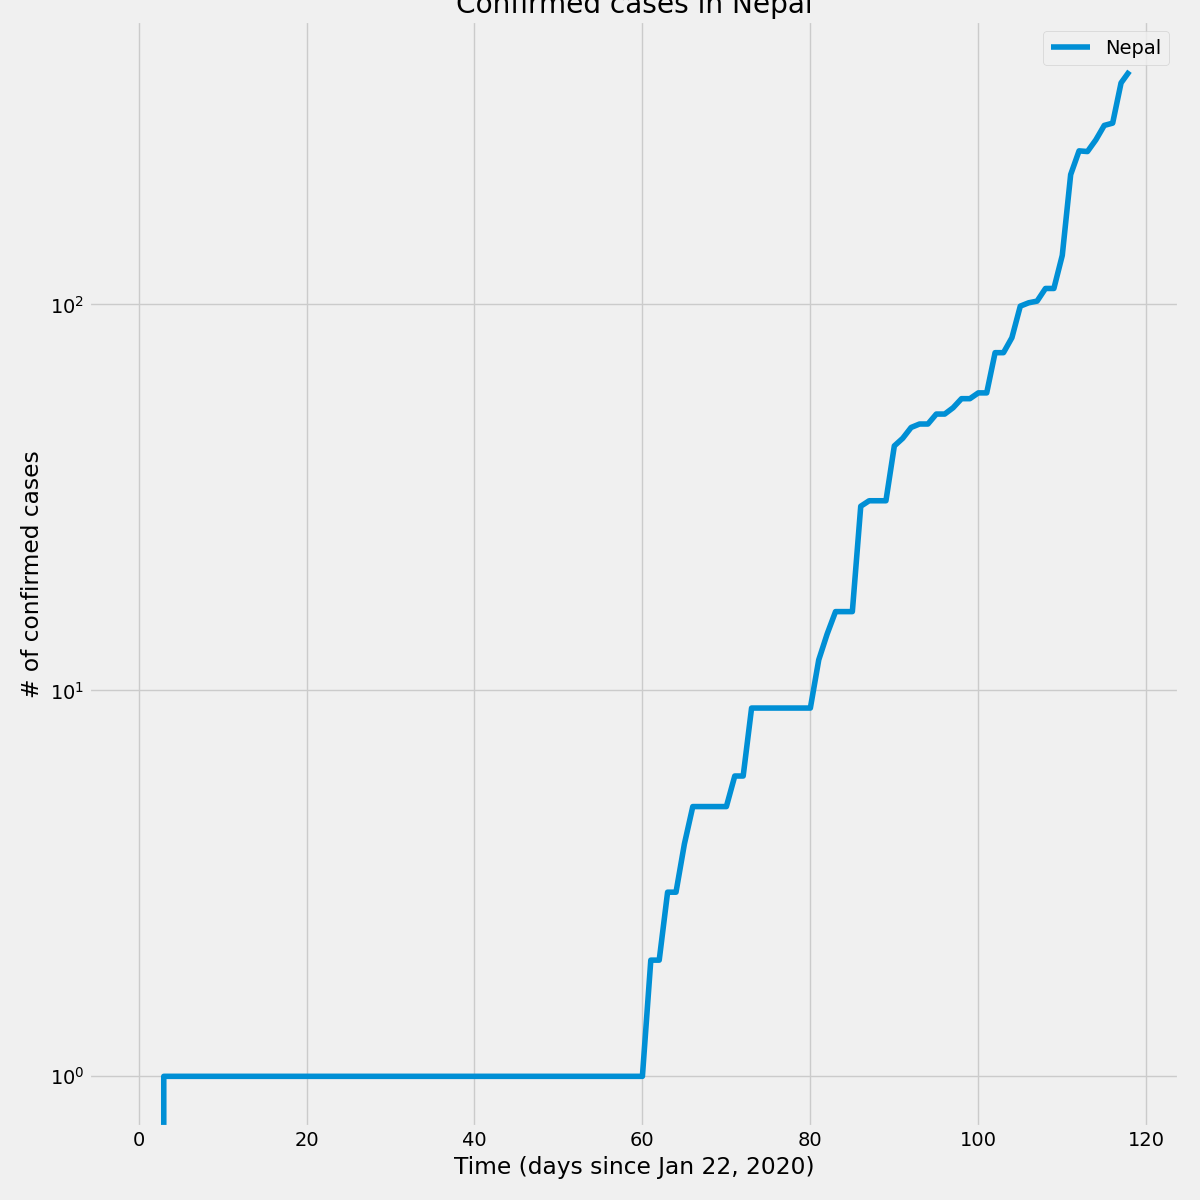 Confirmed cases in Nepal
Nepal
# of confirmed cases
10²
10¹
10⁰
0 20 40 60 80 100 120
Time (days since Jan 22, 2020)